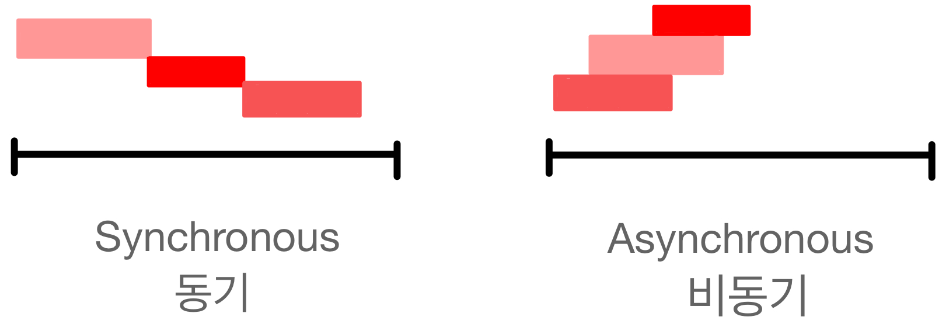 Synchronous
동기
Asynchronous
비동기